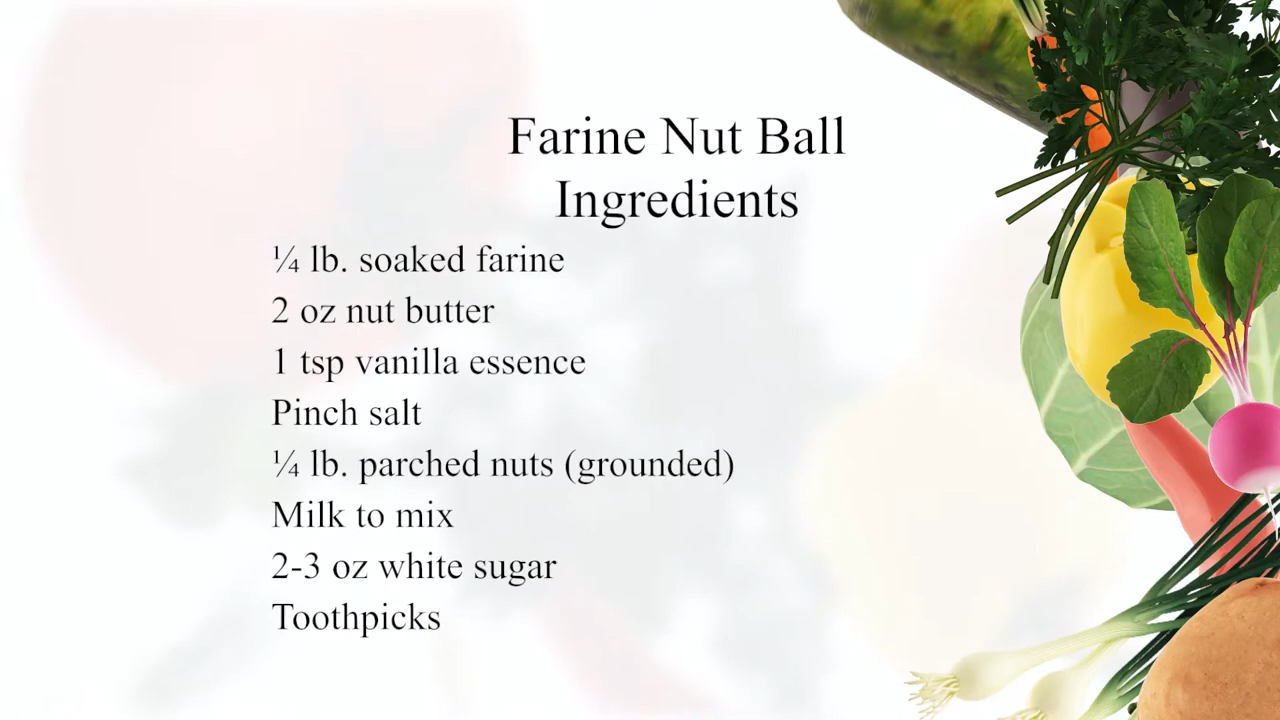 Farine Nut Ball
Ingredients
¼ lb. soaked farine
2 oz nut butter
1 tsp vanilla essence
Pinch salt
¼ lb. parched nuts (grounded)
Milk to mix
2-3 oz white sugar
Toothpicks